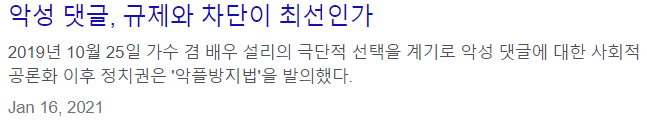 악성 댓글, 규제와 차단이 최선인가
2019년 10월 25일 가수 겸 배우 설리의 극단적 선택을 계기로 악성 댓글에 대한 사회적
공론화 이후 정치권은 '악플방지법'을 발의했다.
Jan 16, 2021